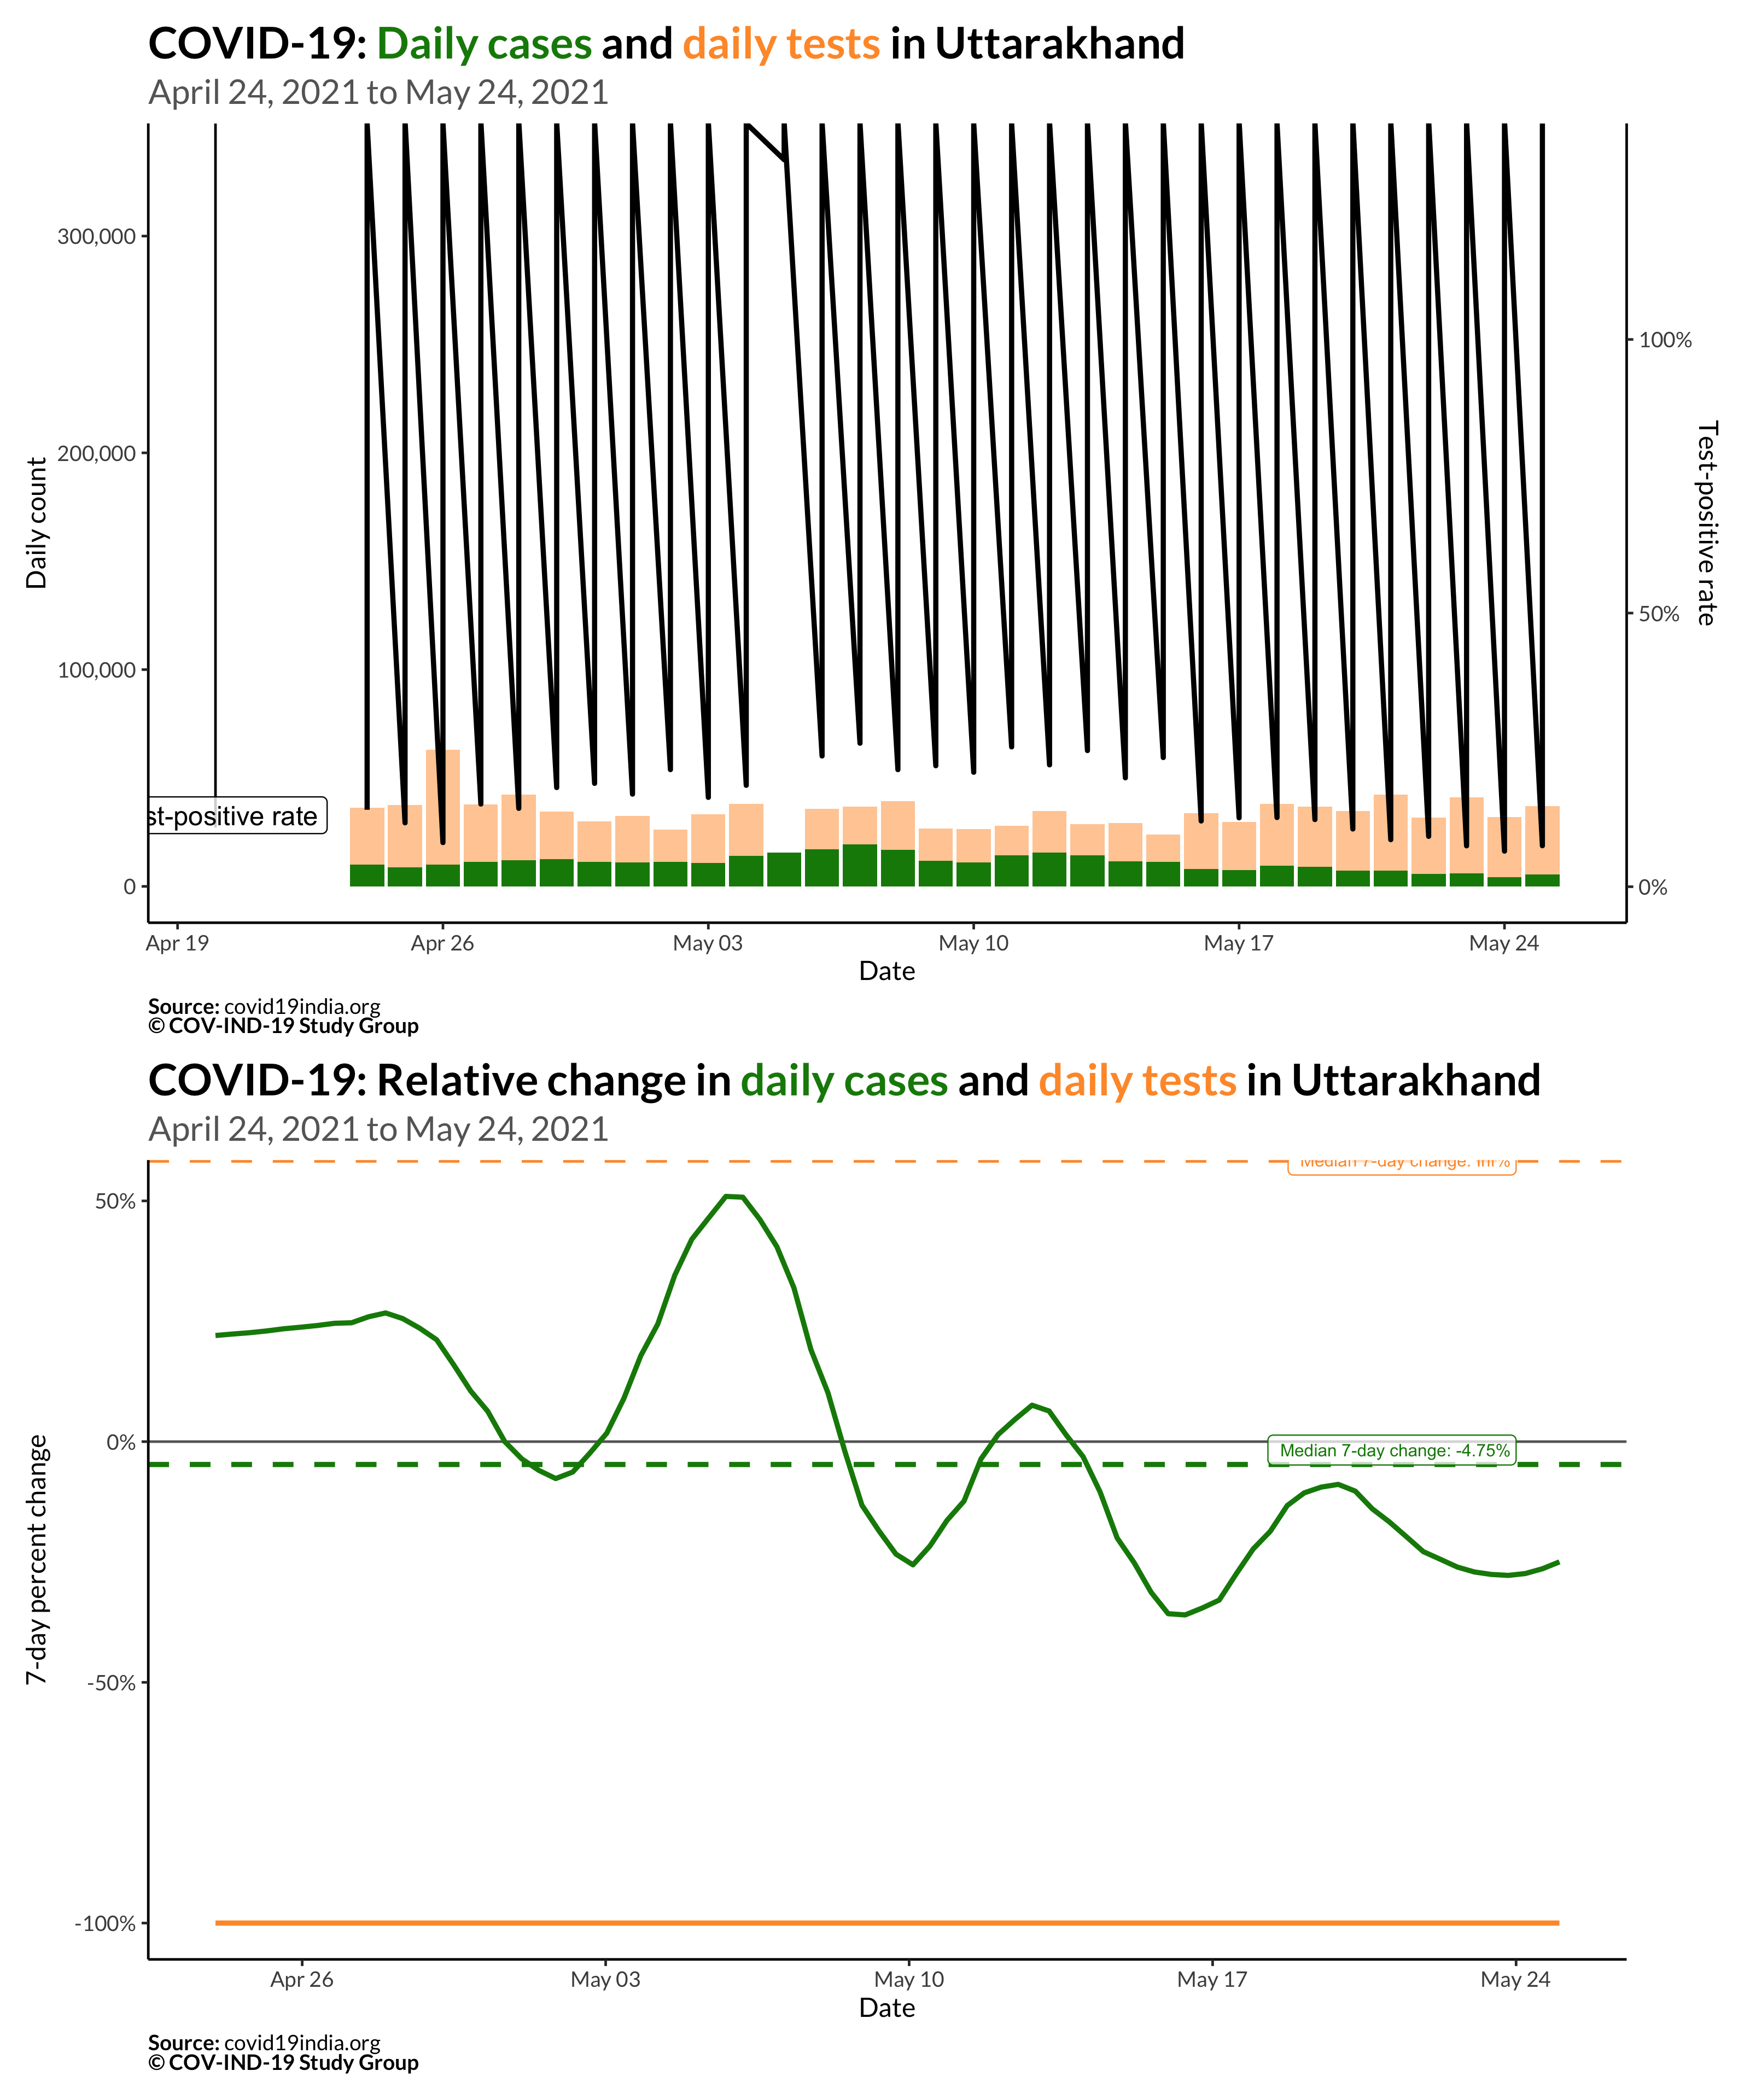 COVID-19: Daily cases and daily tests in Uttarakhand
April 24, 2021 to May 24, 2021
300,000
200,000
100,000
0
Daily count
100%
50%
0%
Test-positive rate
st-positive rate
Apr 19 Apr 26 May 03 May 10 May 17 May 24
Date
Source: covid19india.org
© COV-IND-19 Study Group
COVID-19: Relative change in daily cases and daily tests in Uttarakhand
April 24, 2021 to May 24, 2021
Median 7-day change: Inf%
50%
0%
-50%
-100%
7-day percent change
Median 7-day change: -4.75%
Apr 26 May 03 May 10 May 17 May 24
Date
Source: covid19india.org
© COV-IND-19 Study Group